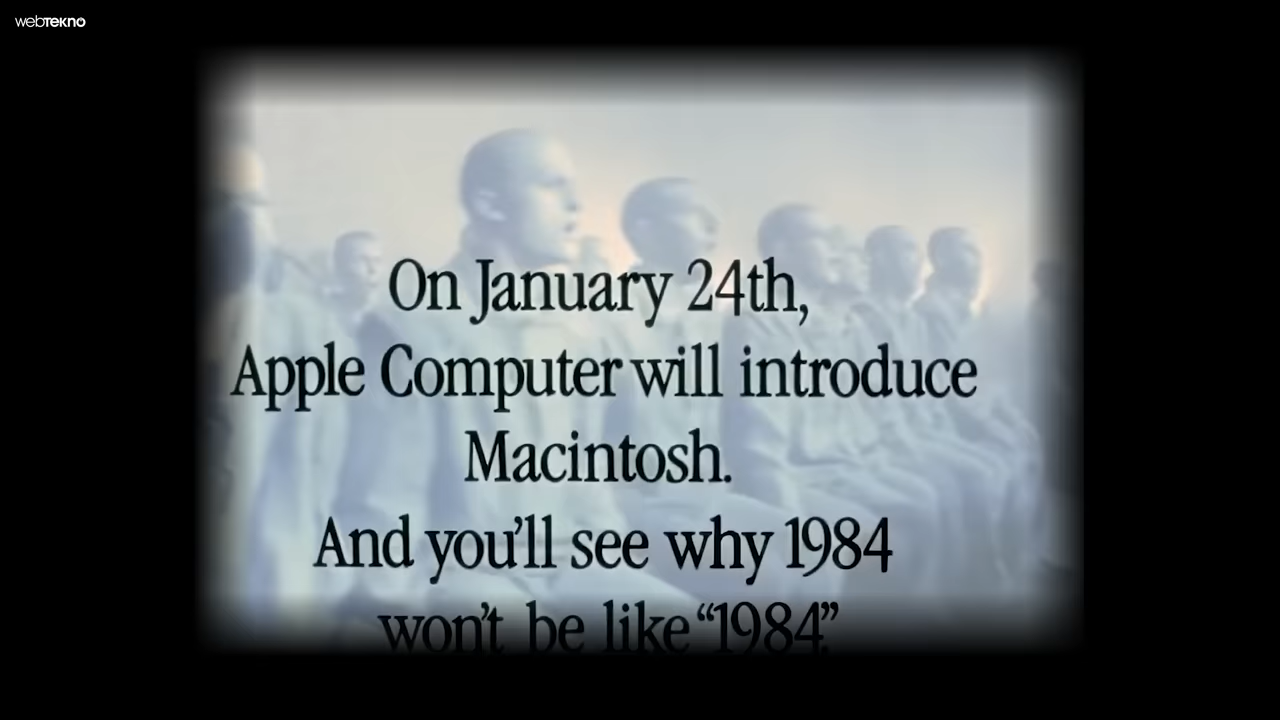 webtekno
On January 24th,
Apple Computer will introduce
Macintosh.
And you'll see why 1984
won't be like “1984.”